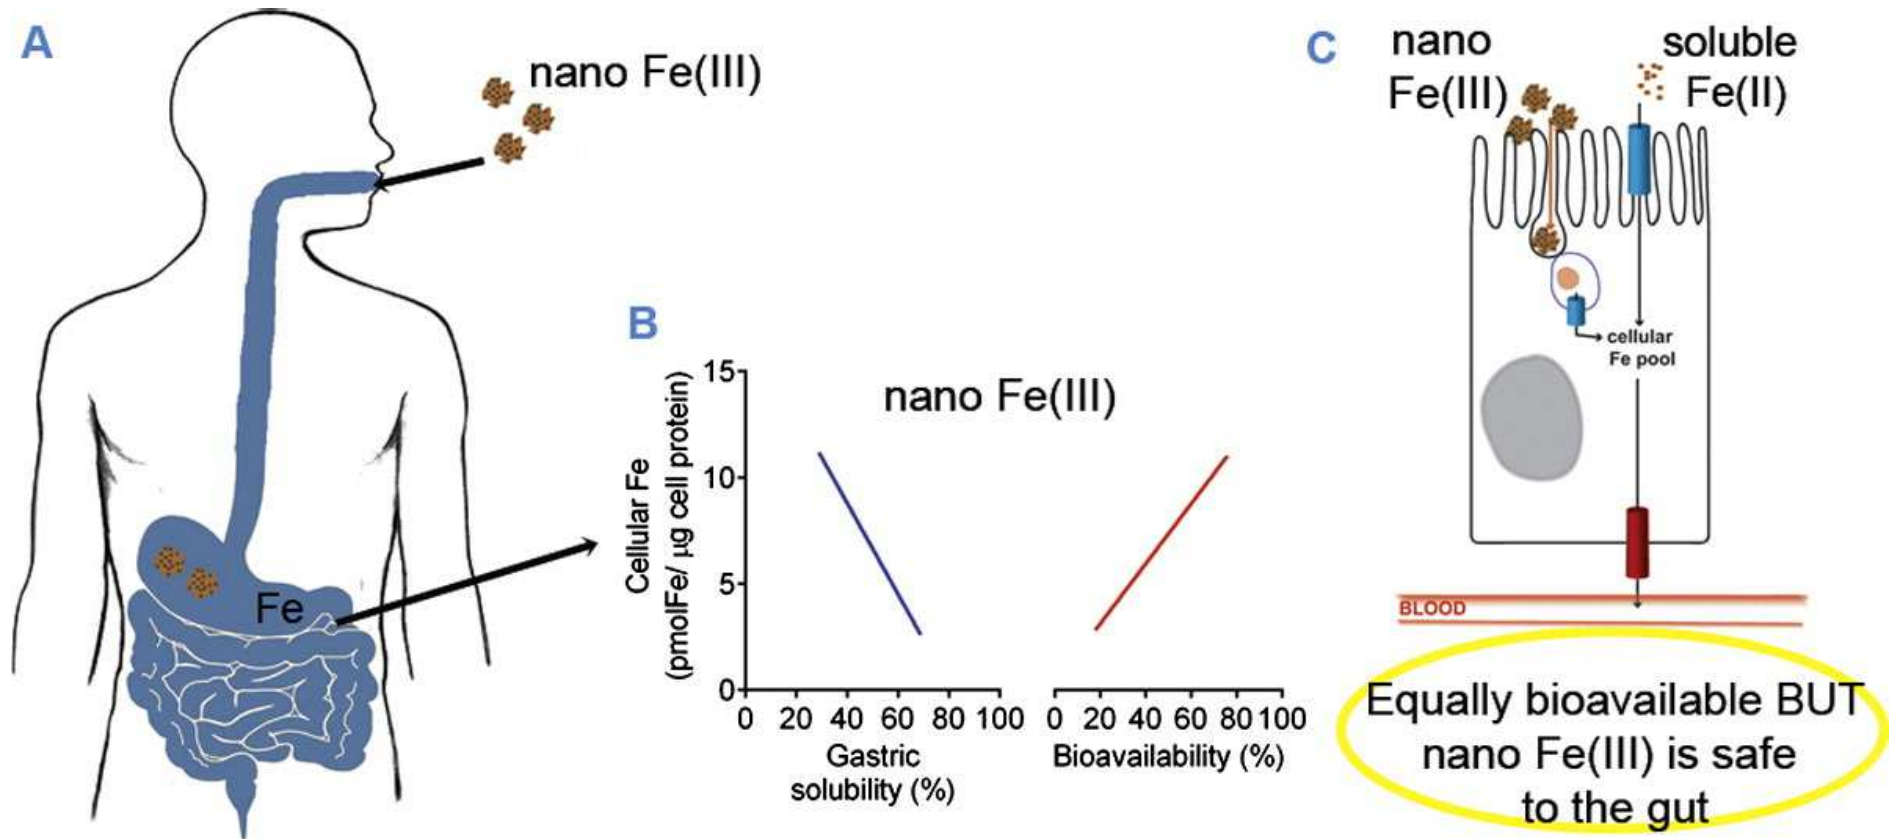 A
nano Fe(III)
Fe
B
nano Fe(III)
Cellular Fe
(pmolFe/ µg cell protein)
15
10
5
0
0 20 40 60 80 100
Gastric
solubility (%)
0 20 40 60 80 100
Bioavailability (%)
C
nano
Fe(III)
soluble
Fe(II)
cellular
Fe pool
BLOOD
Equally bioavailable BUT
nano Fe(III) is safe
to the gut